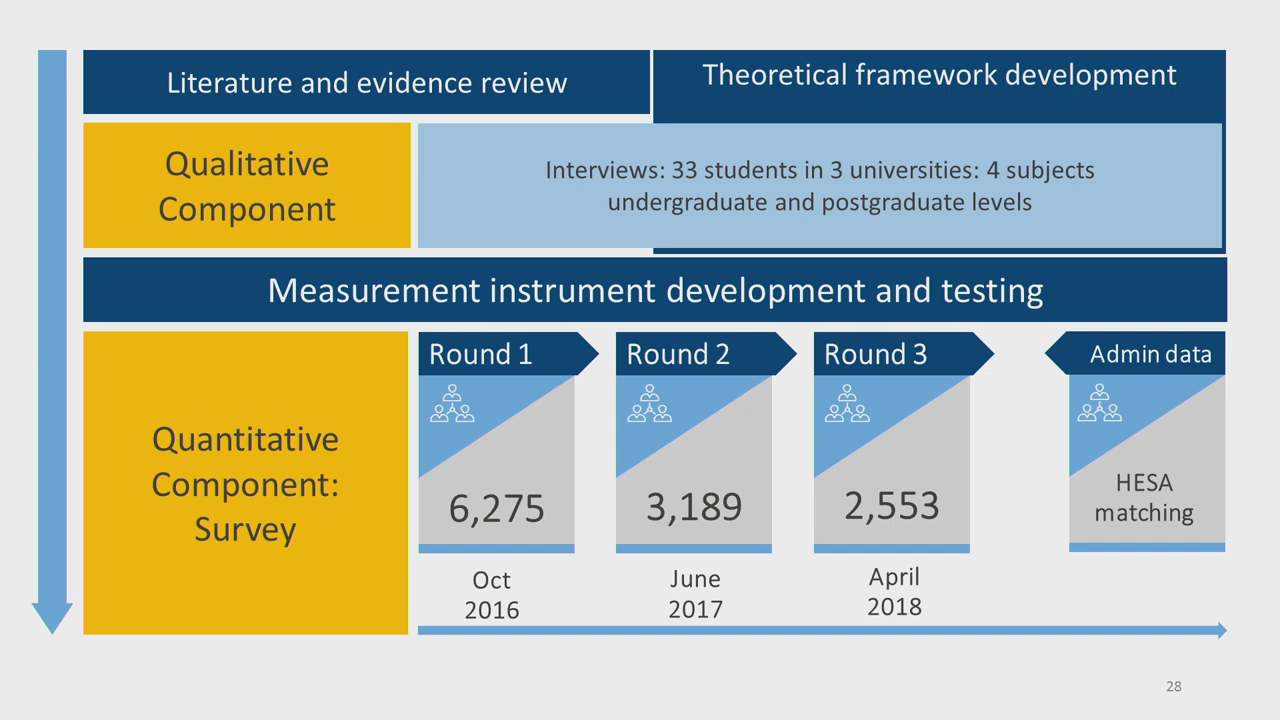 Literature and evidence review
Theoretical framework development
Qualitative
Component
Interviews: 33 students in 3 universities: 4 subjects
undergraduate and postgraduate levels
Measurement instrument development and testing
Quantitative
Component:
Survey
Round 1
6,275
Oct
2016
Round 2
3,189
June
2017
Round 3
2,553
April
2018
Admin data
HESA
matching
28